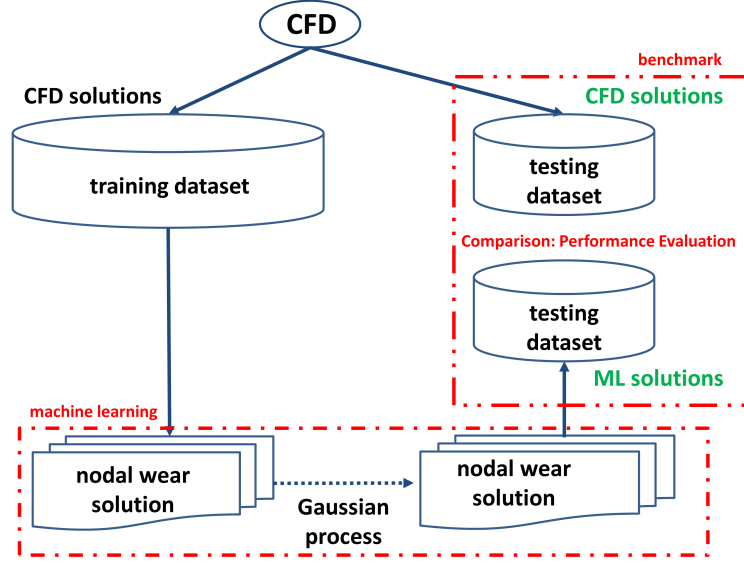 CFD
benchmark
CFD solutions
CFD solutions
training dataset
testing
dataset
Comparison: Performance Evaluation
testing
dataset
ML solutions
machine learning
nodal wear
solution
Gaussian
process
nodal wear
solution